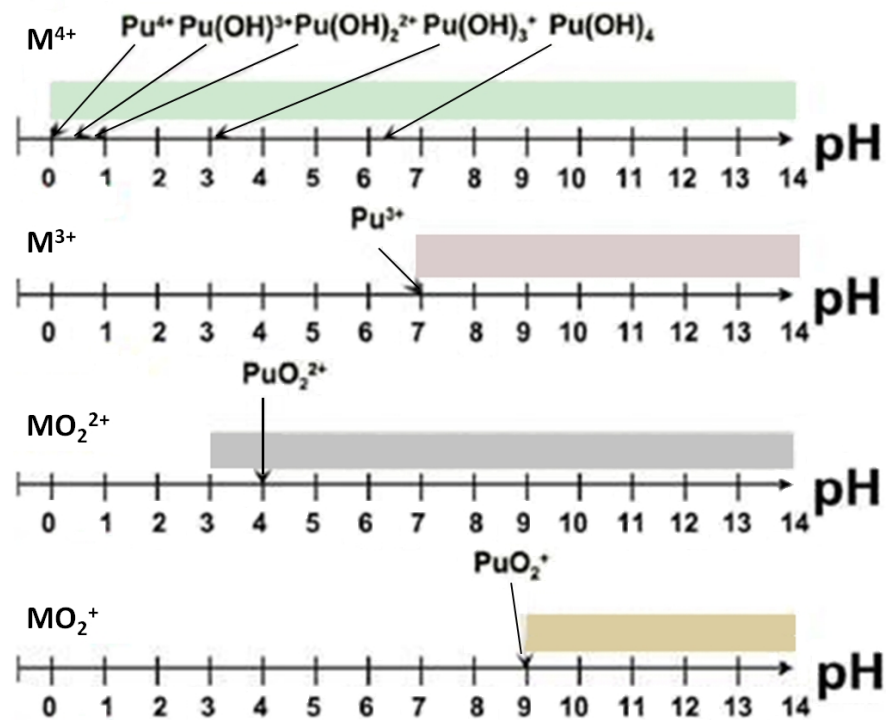 M⁴⁺ Pu⁴⁺ Pu(OH)³⁺ Pu(OH)₂²⁺ Pu(OH)₃⁺ Pu(OH)₄
0 1 2 3 4 5 6 7 8 9 10 11 12 13 14 pH
Pu³⁺
M³⁺
0 1 2 3 4 5 6 7 8 9 10 11 12 13 14 pH
PuO₂²⁺
MO₂²⁺
0 1 2 3 4 5 6 7 8 9 10 11 12 13 14 pH
PuO₂⁺
MO₂⁺
0 1 2 3 4 5 6 7 8 9 10 11 12 13 14 pH